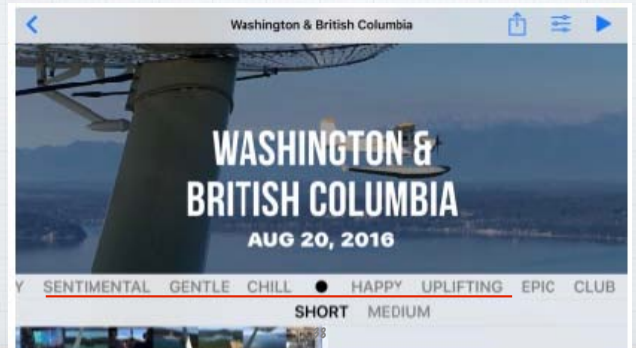 Washington & British Columbia
WASHINGTON &
BRITISH COLUMBIA
AUG 20, 2016
Y SENTIMENTAL GENTLE CHILL HAPPY UPLIFTING EPIC CLUB
SHORT MEDIUM